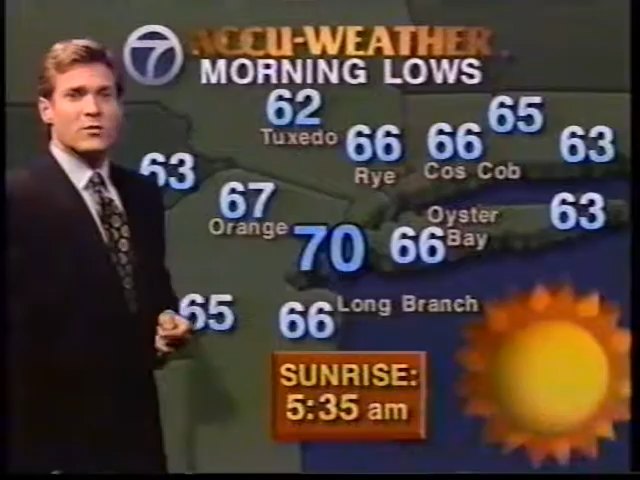 7 ACCU-WEATHER
MORNING LOWS
62
Tuxedo
66
Rye
66
Cos Cob
65
63
63
67
Orange
70
Oyster
Bay
66
63
65
66
Long Branch
SUNRISE:
5:35 am